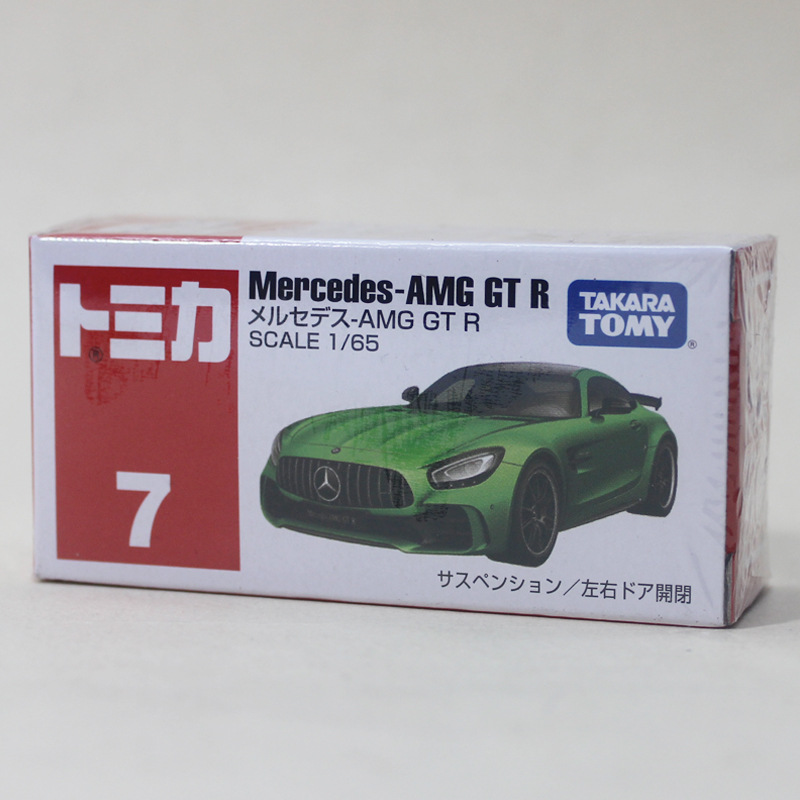 トミカ
®
7
Mercedes-AMG GT R
メルセデス-AMG GT R
SCALE 1/65
TAKARA
TOMY
®
サスペンション/左右ドア開閉